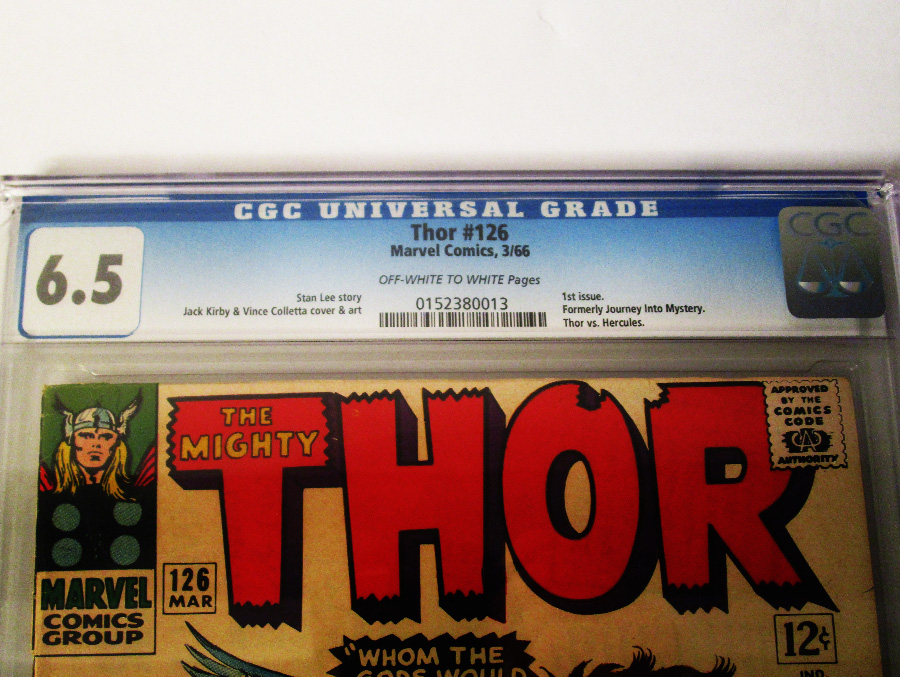 CGC UNIVERSAL GRADE
6.5
Thor #126
Marvel Comics, 3/66
OFF-WHITE TO WHITE Pages
Stan Lee story
Jack Kirby & Vince Colletta cover & art
0152380013
1st issue.
Formerly Journey Into Mystery.
Thor vs. Hercules.
CGC
THE
MIGHTY
THOR
APPROVED
BY THE
COMICS
CODE
CA
AUTHORITY
MARVEL
COMICS
GROUP
126
MAR
12¢
IND.
"WHOM THE
GODS WOULD